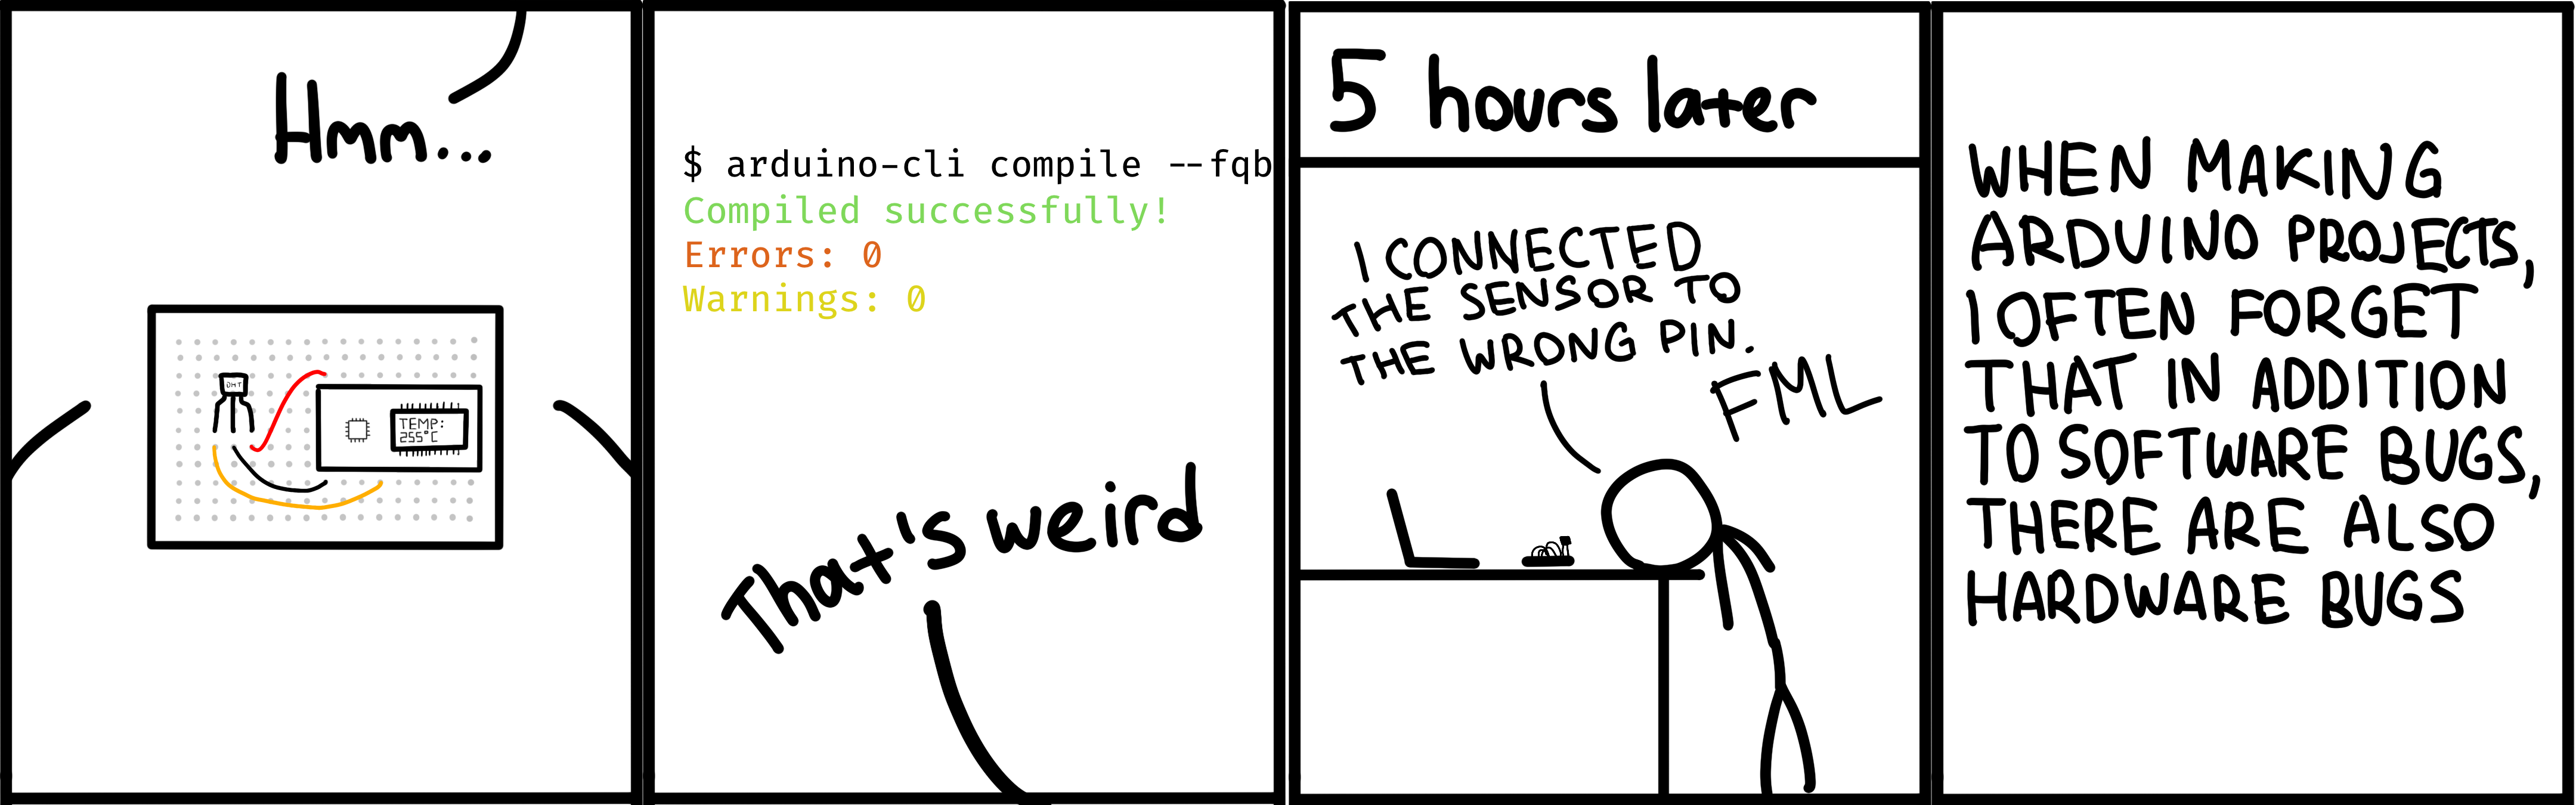 Hmm...
DHT
TEMP:
255°C
$ arduino-cli compile --fqb
Compiled successfully!
Errors: 0
Warnings: 0
That's weird
5 hours later
I CONNECTED
THE SENSOR TO
THE WRONG PIN.
FML
WHEN MAKING
ARDUINO PROJECTS,
I OFTEN FORGET
THAT IN ADDITION
TO SOFTWARE BUGS,
THERE ARE ALSO
HARDWARE BUGS